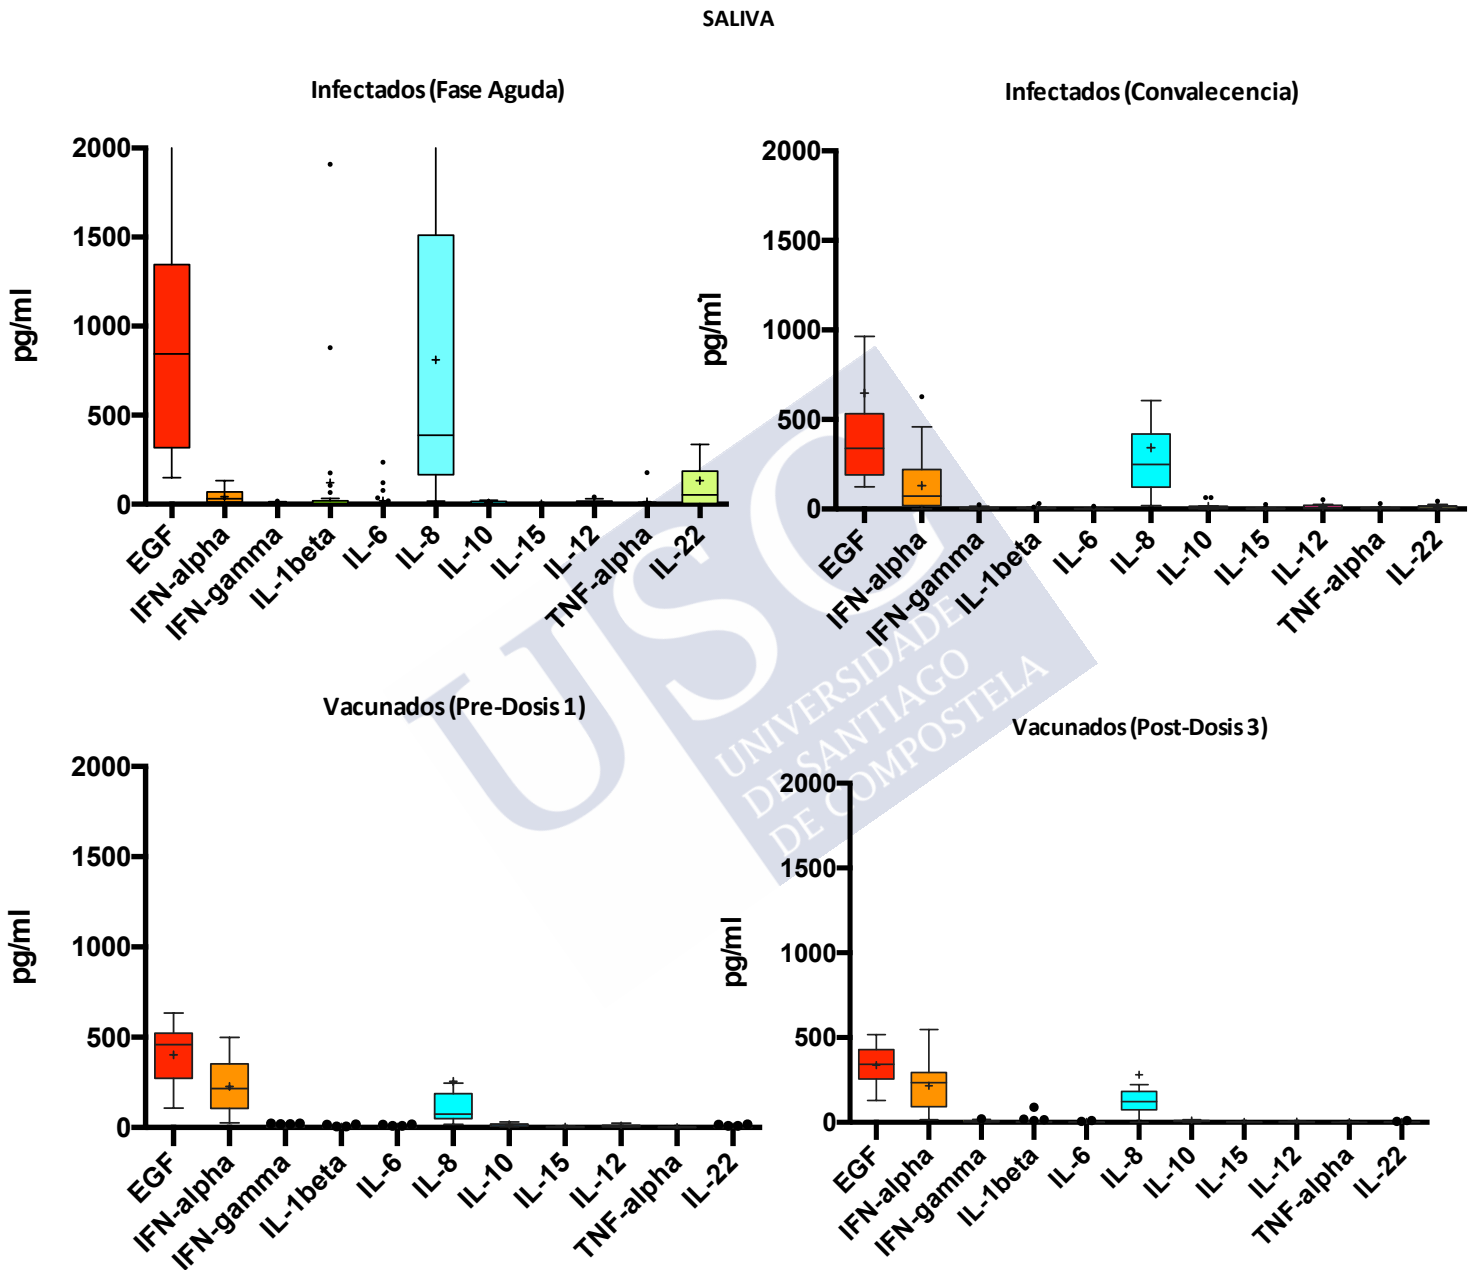 SALIVA
Infectados (Fase Aguda)
pg/ml
2000
1500
1000
500
0
EGF
IFN-alpha
IFN-gamma
IL-1beta
IL-6
IL-8
IL-10
IL-15
IL-12
TNF-alpha
IL-22
Infectados (Convalecencia)
pg/ml
2000
1500
1000
500
0
EGF
IFN-alpha
IFN-gamma
IL-1beta
IL-6
IL-8
IL-10
IL-15
IL-12
TNF-alpha
IL-22
USC
UNIVERSIDADE
DE SANTIAGO
DE COMPOSTELA
Vacunados (Pre-Dosis 1)
pg/ml
2000
1500
1000
500
0
EGF
IFN-alpha
IFN-gamma
IL-1beta
IL-6
IL-8
IL-10
IL-15
IL-12
TNF-alpha
IL-22
Vacunados (Post-Dosis 3)
pg/ml
2000
1500
1000
500
0
EGF
IFN-alpha
IFN-gamma
IL-1beta
IL-6
IL-8
IL-10
IL-15
IL-12
TNF-alpha
IL-22